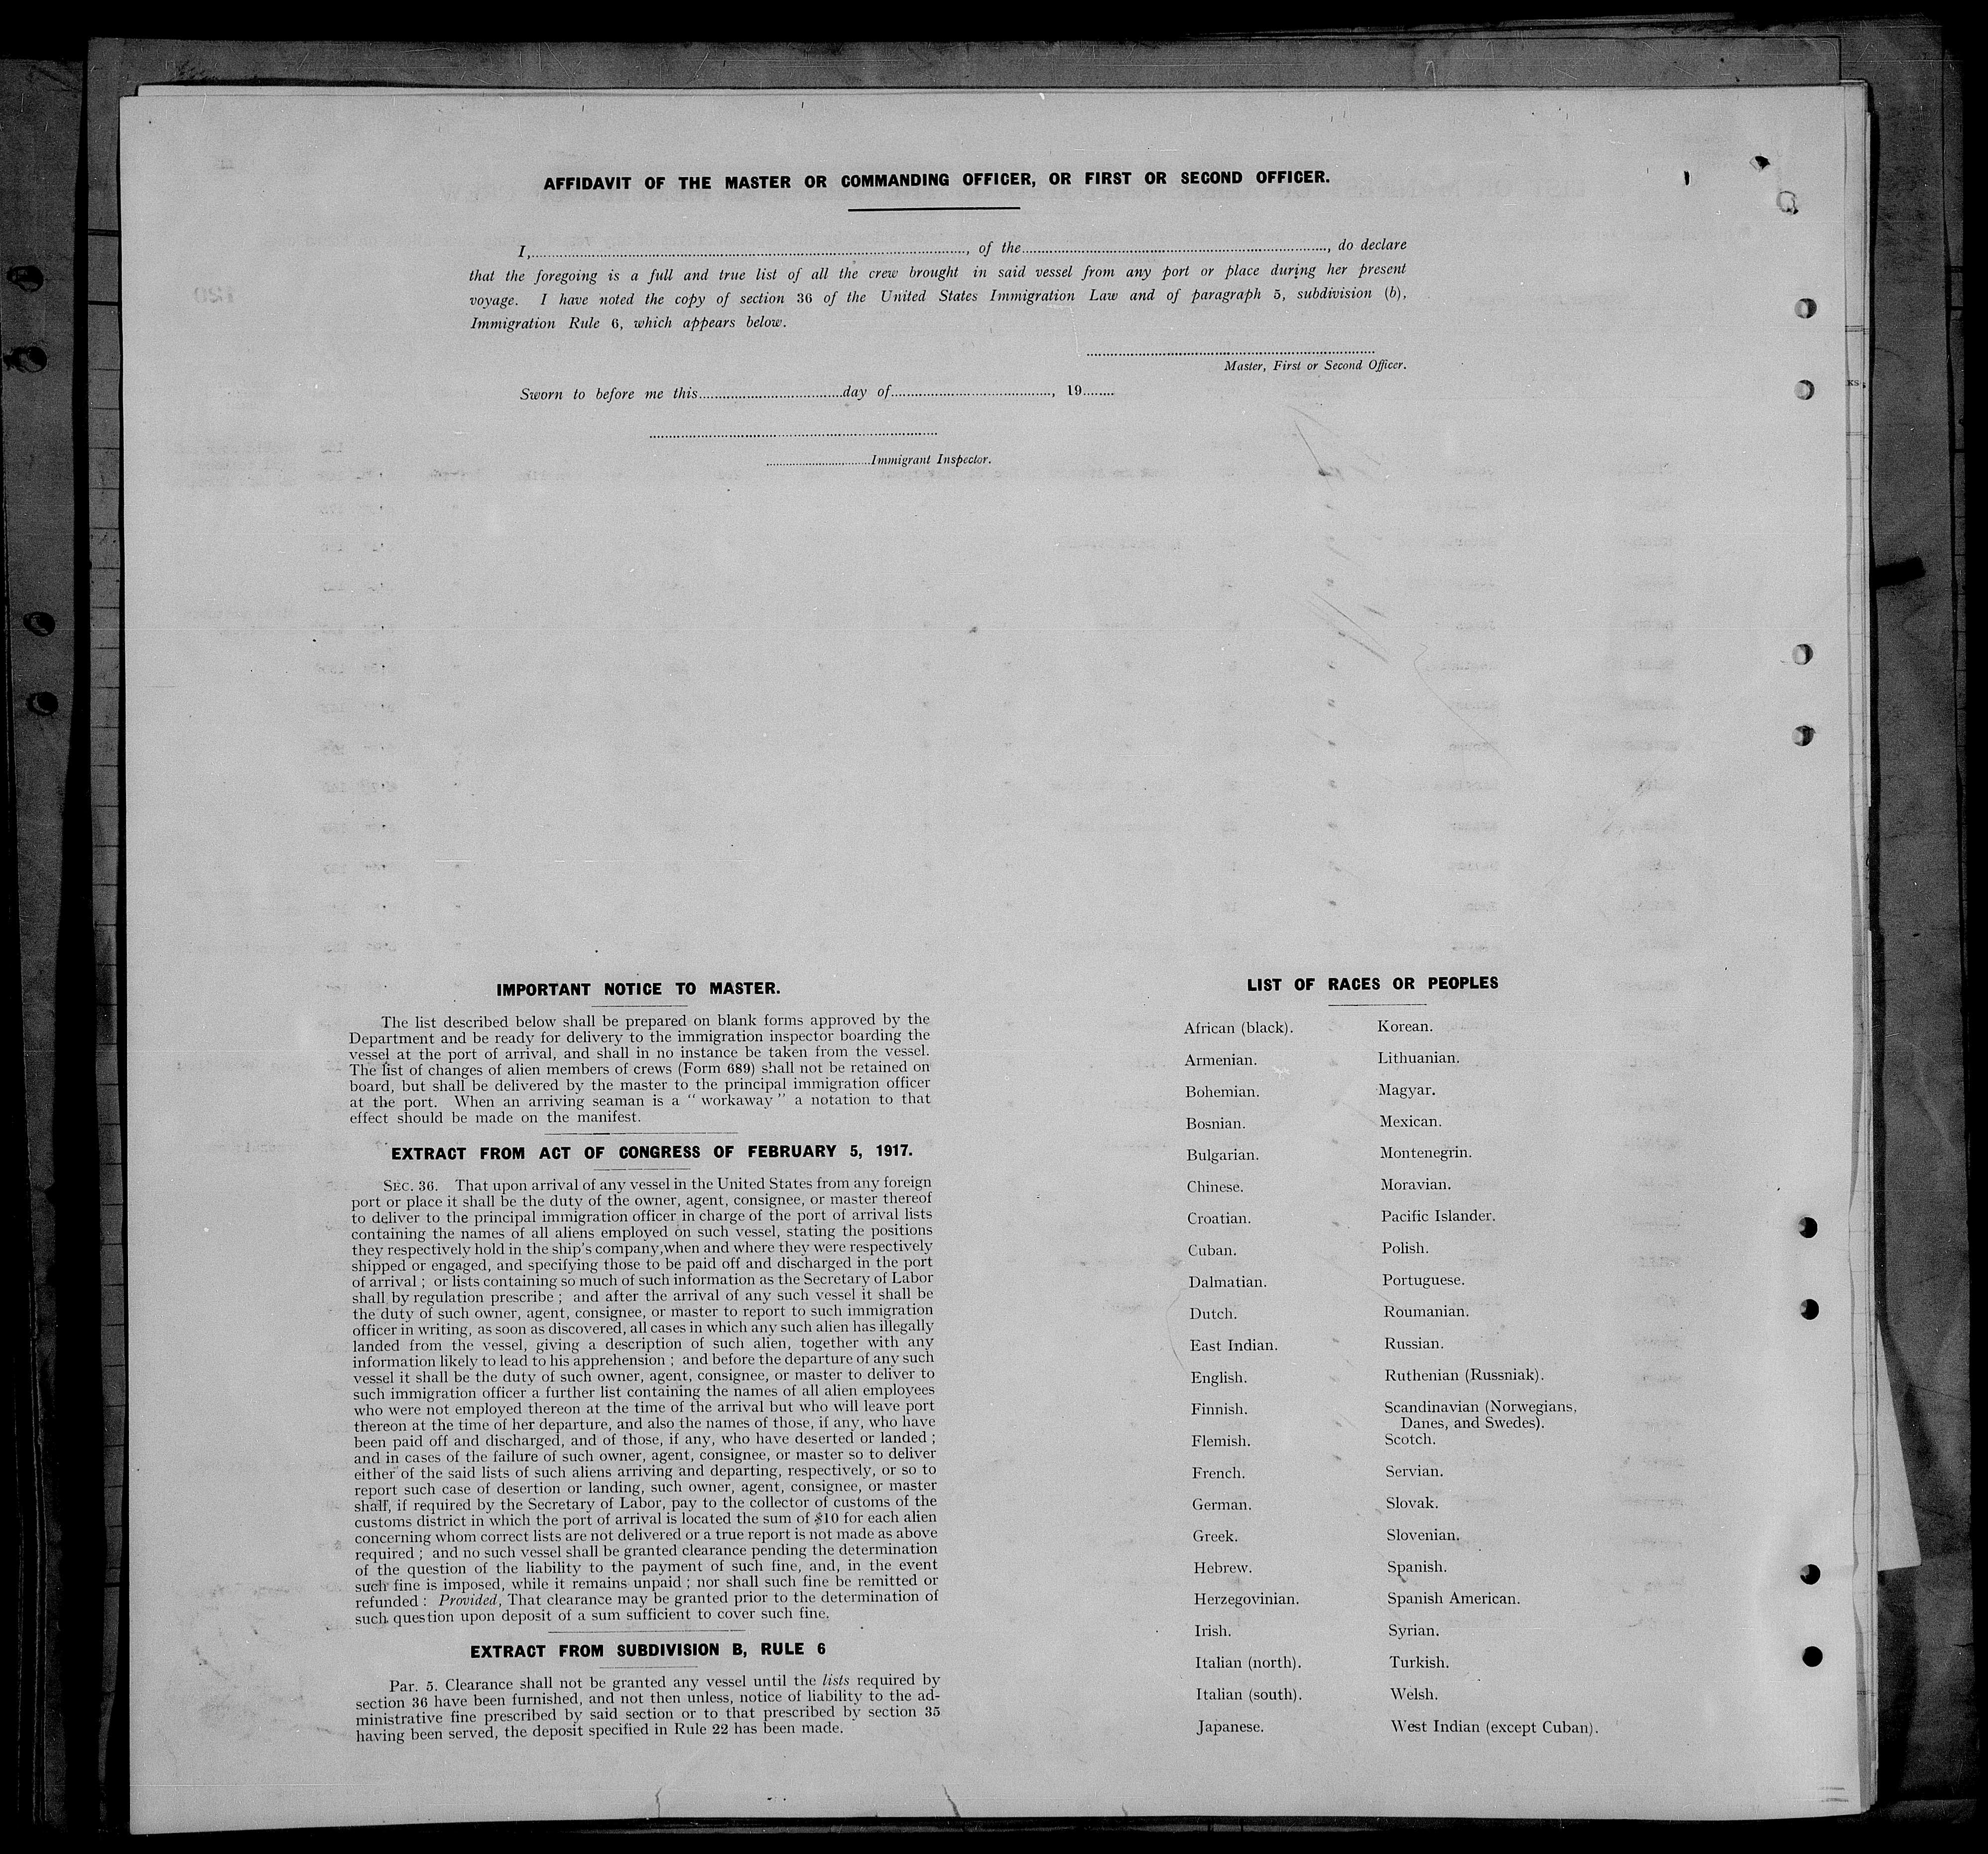 AFFIDAVIT OF THE MASTER OR COMMANDING OFFICER, OR FIRST OR SECOND OFFICER.
I,........, of the........, do declare
that the foregoing is a full and true list of all the crew brought in said vessel from any port or place during her present
voyage. I have noted the copy of section 36 of the United States Immigration Law and of paragraph 5, subdivision (b),
Immigration Rule 6, which appears below.
Master, First or Second Officer.
Sworn to before me this........day of........, 19........
........Immigrant Inspector.
IMPORTANT NOTICE TO MASTER.
The list described below shall be prepared on blank forms approved by the
Department and be ready for delivery to the immigration inspector boarding the
vessel at the port of arrival, and shall in no instance be taken from the vessel.
The list of changes of alien members of crews (Form 689) shall not be retained on
board, but shall be delivered by the master to the principal immigration officer
at the port. When an arriving seaman is a " workaway " a notation to that
effect should be made on the manifest.
EXTRACT FROM ACT OF CONGRESS OF FEBRUARY 5, 1917.
SEC. 36. That upon arrival of any vessel in the United States from any foreign
port or place it shall be the duty of the owner, agent, consignee, or master thereof
to deliver to the principal immigration officer in charge of the port of arrival lists
containing the names of all aliens employed on such vessel, stating the positions
they respectively hold in the ship's company, when and where they were respectively
shipped or engaged, and specifying those to be paid off and discharged in the port
of arrival ; or lists containing so much of such information as the Secretary of Labor
shall by regulation prescribe ; and after the arrival of any such vessel it shall be
the duty of such owner, agent, consignee, or master to report to such immigration
officer in writing, as soon as discovered, all cases in which any such alien has illegally
landed from the vessel, giving a description of such alien, together with any
information likely to lead to his apprehension ; and before the departure of any such
vessel it shall be the duty of such owner, agent, consignee, or master to deliver to
such immigration officer a further list containing the names of all alien employees
who were not employed thereon at the time of the arrival but who will leave port
thereon at the time of her departure, and also the names of those, if any, who have
been paid off and discharged, and of those, if any, who have deserted or landed ;
and in cases of the failure of such owner, agent, consignee, or master so to deliver
either of the said lists of such aliens arriving and departing, respectively, or so to
report such case of desertion or landing, such owner, agent, consignee, or master
shall, if required by the Secretary of Labor, pay to the collector of customs of the
customs district in which the port of arrival is located the sum of $10 for each alien
concerning whom correct lists are not delivered or a true report is not made as above
required ; and no such vessel shall be granted clearance pending the determination
of the question of the liability to the payment of such fine, and, in the event
such fine is imposed, while it remains unpaid ; nor shall such fine be remitted or
refunded : Provided, That clearance may be granted prior to the determination of
such question upon deposit of a sum sufficient to cover such fine.
EXTRACT FROM SUBDIVISION B, RULE 6
Par. 5. Clearance shall not be granted any vessel until the lists required by
section 36 have been furnished, and not then unless, notice of liability to the ad-
ministrative fine prescribed by said section or to that prescribed by section 35
having been served, the deposit specified in Rule 22 has been made.
LIST OF RACES OR PEOPLES
African (black).
Armenian.
Bohemian.
Bosnian.
Bulgarian.
Chinese.
Croatian.
Cuban.
Dalmatian.
Dutch.
East Indian.
English.
Finnish.
Flemish.
French.
German.
Greek.
Hebrew.
Herzegovinian.
Irish.
Italian (north).
Italian (south).
Japanese.
Korean.
Lithuanian.
Magyar.
Mexican.
Montenegrin.
Moravian.
Pacific Islander.
Polish.
Portuguese.
Roumanian.
Russian.
Ruthenian (Russniak).
Scandinavian (Norwegians,
Danes, and Swedes).
Scotch.
Servian.
Slovak.
Slovenian.
Spanish.
Spanish American.
Syrian.
Turkish.
Welsh.
West Indian (except Cuban).